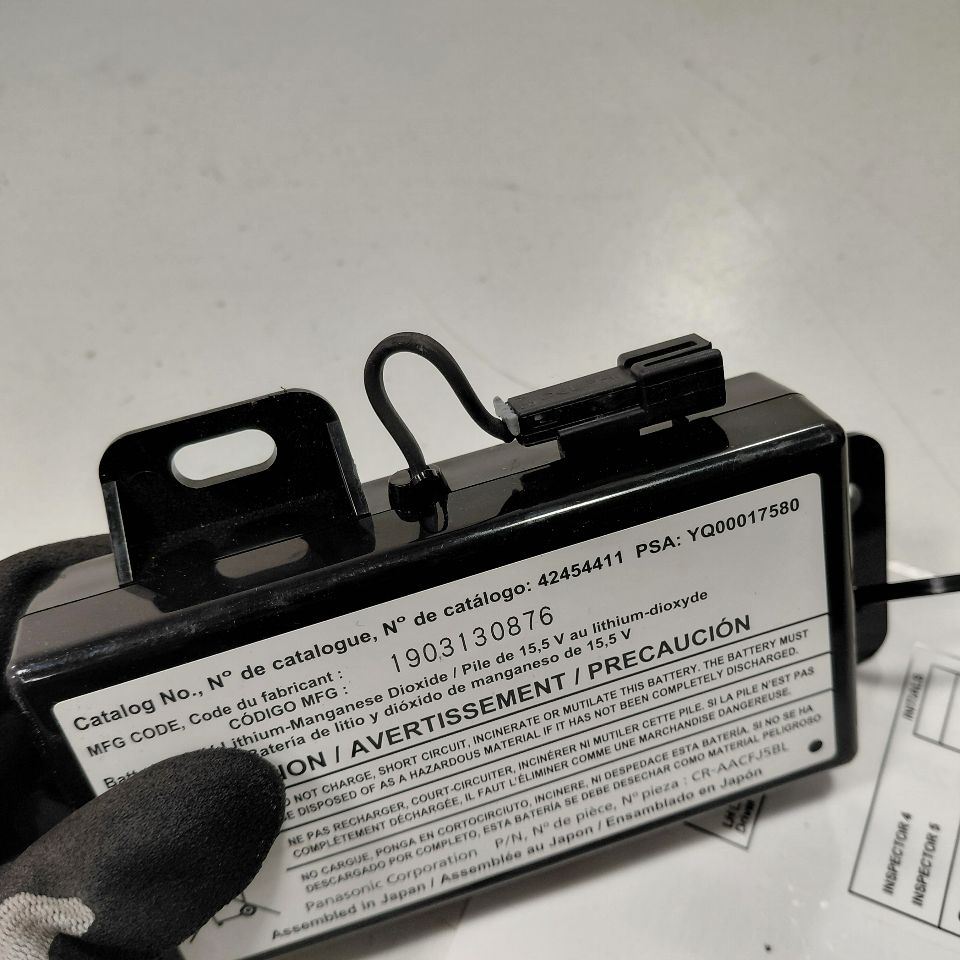 Catalog No., Nº de catalogue, Nº de catálogo: 42454411 PSA: YQ00017580
MFG CODE, Code du fabricant :
CÓDIGO MFG :
1903130876
Lithium-Manganese Dioxide / Pile de 15,5 V au lithium-dioxyde
Batería de litio y dióxido de manganeso de 15,5 V
/ AVERTISSEMENT / PRECAUCIÓN
NOT CHARGE, SHORT CIRCUIT, INCINERATE OR MUTILATE THIS BATTERY. THE BATTERY MUST
BE DISPOSED OF AS A HAZARDOUS MATERIAL IF IT HAS NOT BEEN COMPLETELY DISCHARGED.
NE PAS RECHARGER, COURT-CIRCUITER, INCINÉRER NI MUTILER CETTE PILE. SI LA PILE N'EST PAS
COMPLÈTEMENT DÉCHARGÉE, IL FAUT L'ÉLIMINER COMME UNE MARCHANDISE DANGEREUSE.
NO CARGUE, PONGA EN CORTOCIRCIUTO, INCINERE, NI DESPEDACE ESTA BATERÍA. SI NO SE HA
DESCARGADO POR COMPLETO, ESTA BATERÍA SE DEBE DESECHAR COMO MATERIAL PELIGROSO
Panasonic Corporation P/N, Nº de pièce, Nº pieza : CR-AACFJ5BL
Assembled in Japan / Assemblée au Japon / Ensamblado en Japón
INITIALS
INSPECTOR 4
INSPECTOR 5